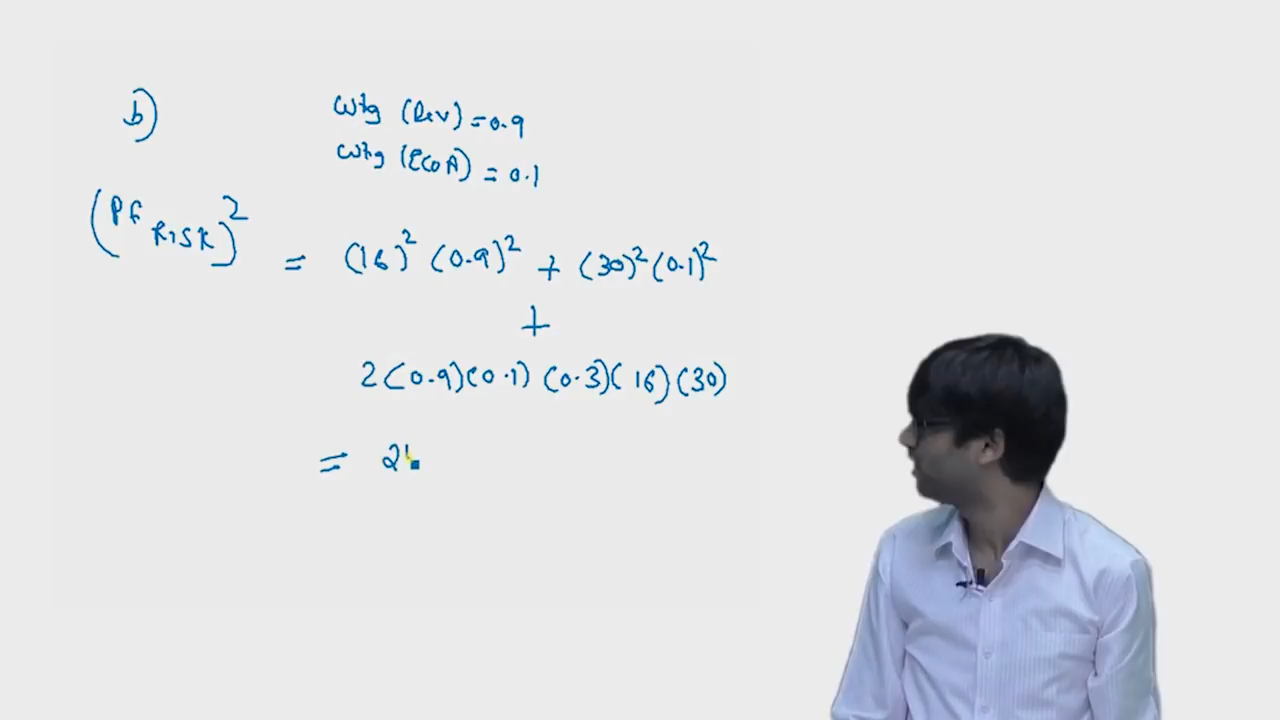 b)
Wtg (Rev) = 0.9
Wtg (ECOA) = 0.1
(PF RISK)² = (16)² (0.9)² + (30)² (0.1)²
+
2(0.9)(0.1) (0.3)(16)(30)
= 2